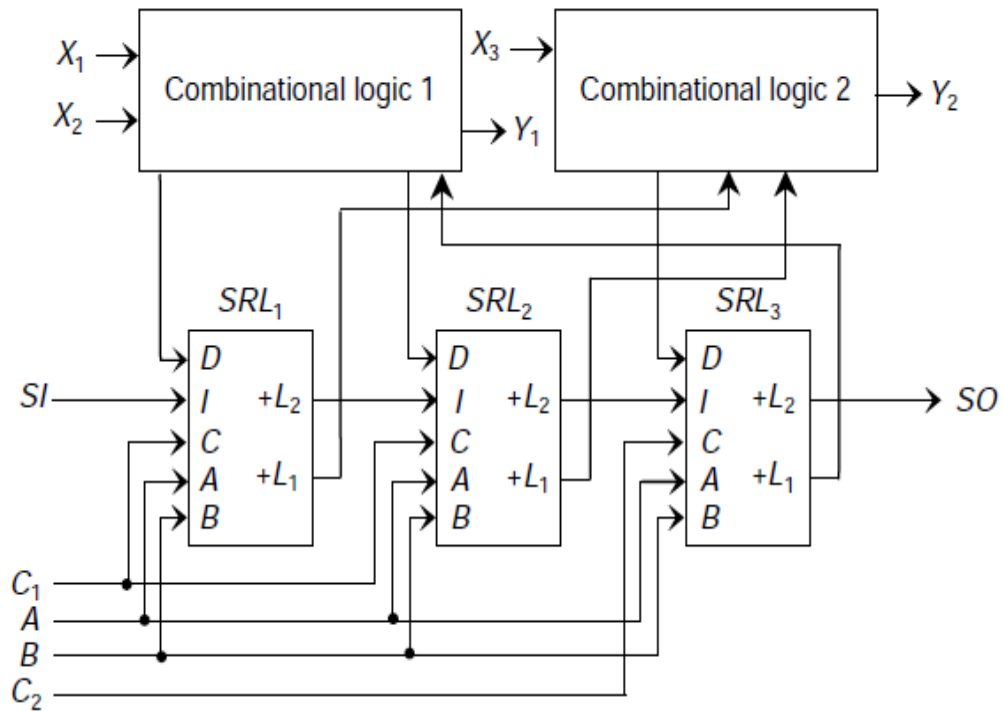 X₁
X₂
Combinational logic 1
Y₁
X₃
Combinational logic 2
Y₂
SRL₁
SRL₂
SRL₃
SI
D
I
C
A
B
+L₂
+L₁
D
I
C
A
B
+L₂
+L₁
D
I
C
A
B
+L₂
+L₁
SO
C₁
A
B
C₂